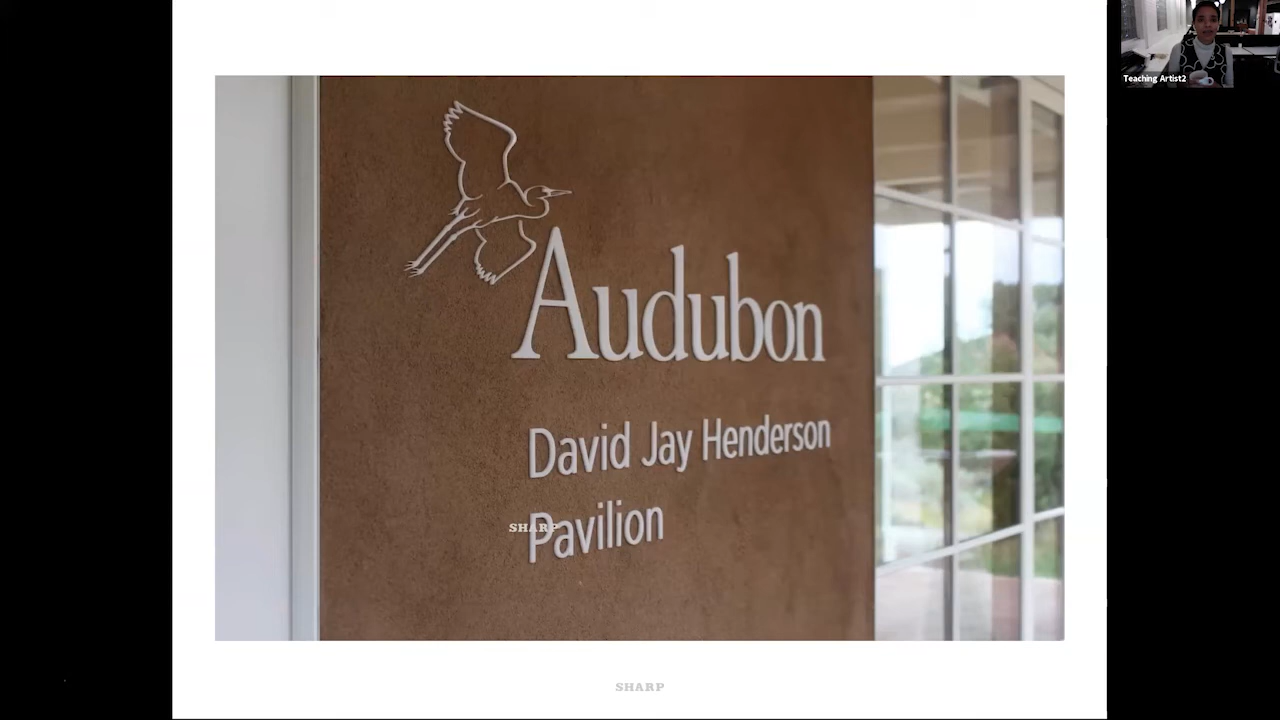 Teaching Artist2
Audubon
David Jay Henderson
Pavilion
SHARP
SHARP